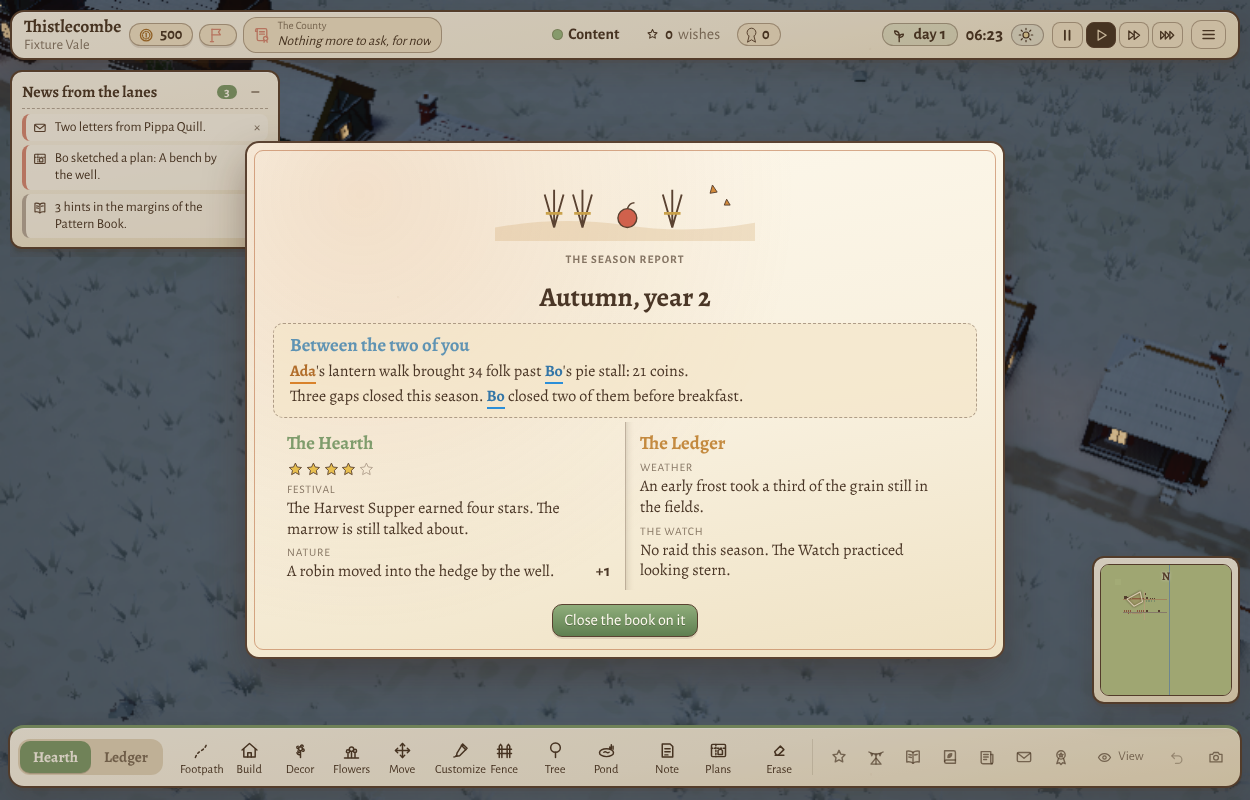 Thistlecombe
Fixture Vale
500
The County
Nothing more to ask, for now
Content
0 wishes
0
day 1
06:23
News from the lanes
3
Two letters from Pippa Quill.
Bo sketched a plan: A bench by
the well.
3 hints in the margins of the
Pattern Book.
THE SEASON REPORT
Autumn, year 2
Between the two of you
Ada's lantern walk brought 34 folk past Bo's pie stall: 21 coins.
Three gaps closed this season. Bo closed two of them before breakfast.
The Hearth
FESTIVAL
The Harvest Supper earned four stars. The
marrow is still talked about.
NATURE
A robin moved into the hedge by the well. +1
The Ledger
WEATHER
An early frost took a third of the grain still in
the fields.
THE WATCH
No raid this season. The Watch practiced
looking stern.
Close the book on it
N
Hearth
Ledger
Footpath
Build
Decor
Flowers
Move
Customize
Fence
Tree
Pond
Note
Plans
Erase
View